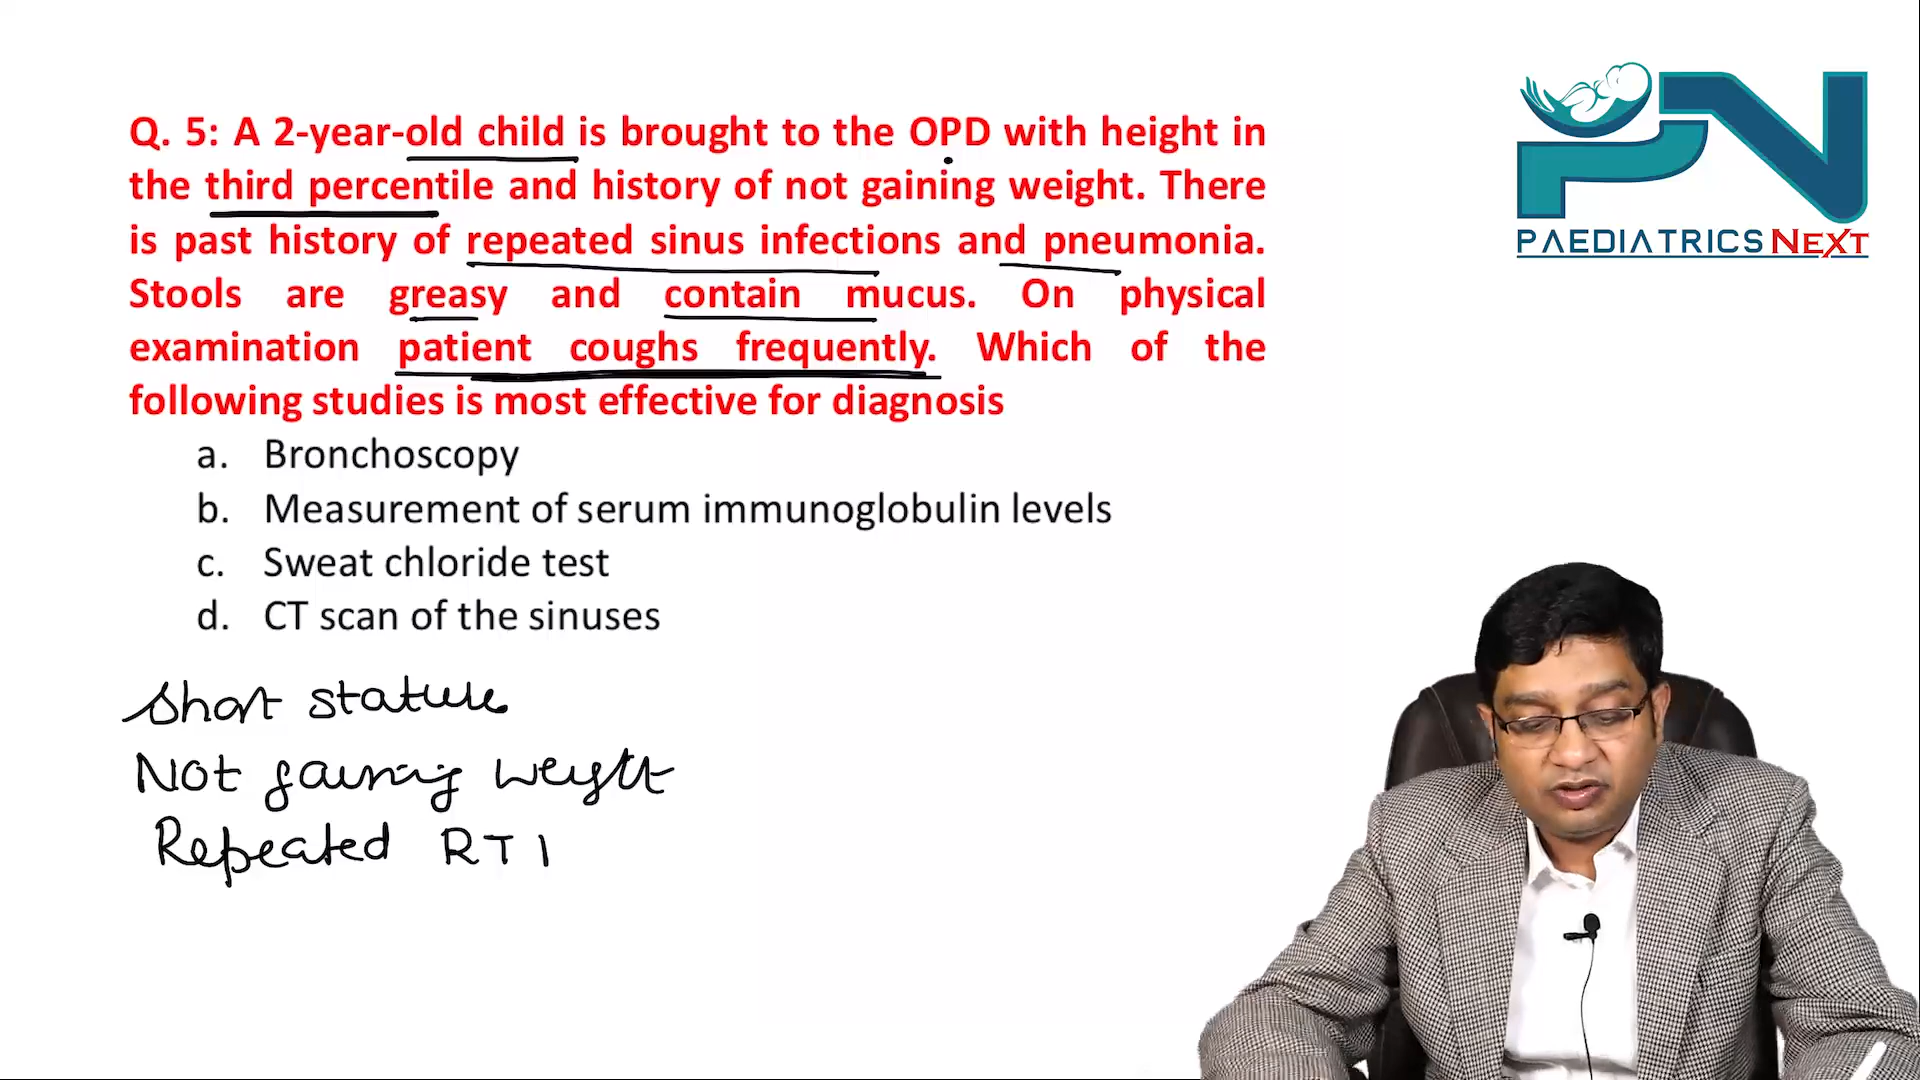 Q. 5: A 2-year-old child is brought to the OPD with height in
the third percentile and history of not gaining weight. There
is past history of repeated sinus infections and pneumonia.
Stools are greasy and contain mucus. On physical
examination patient coughs frequently. Which of the
following studies is most effective for diagnosis
a. Bronchoscopy
b. Measurement of serum immunoglobulin levels
c. Sweat chloride test
d. CT scan of the sinuses
Short stature
Not gaining weight
Repeated RTI
PN
PAEDIATRICS NEXT